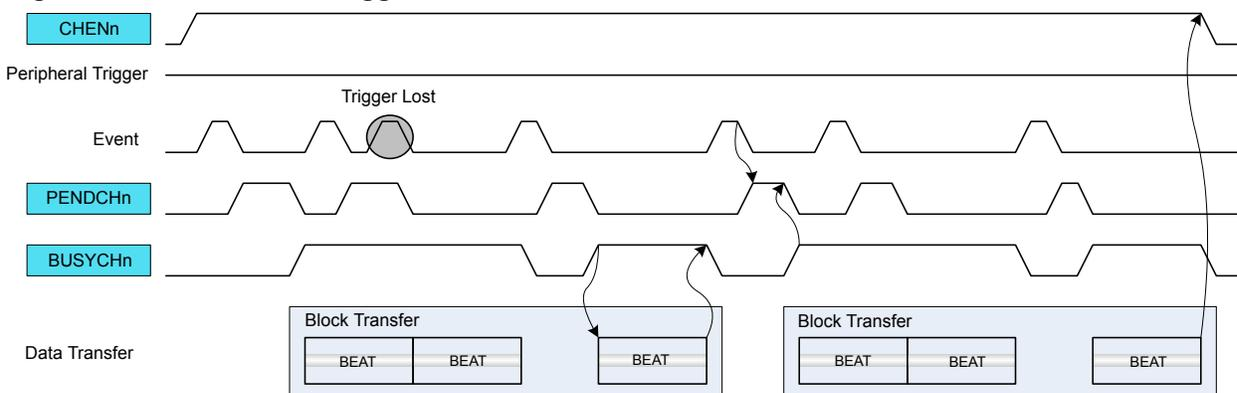 CHENn
Peripheral Trigger
Trigger Lost
Event
PENDCHn
BUSYCHn
Block Transfer
Block Transfer
Data Transfer
BEAT
BEAT
BEAT
BEAT
BEAT
BEAT